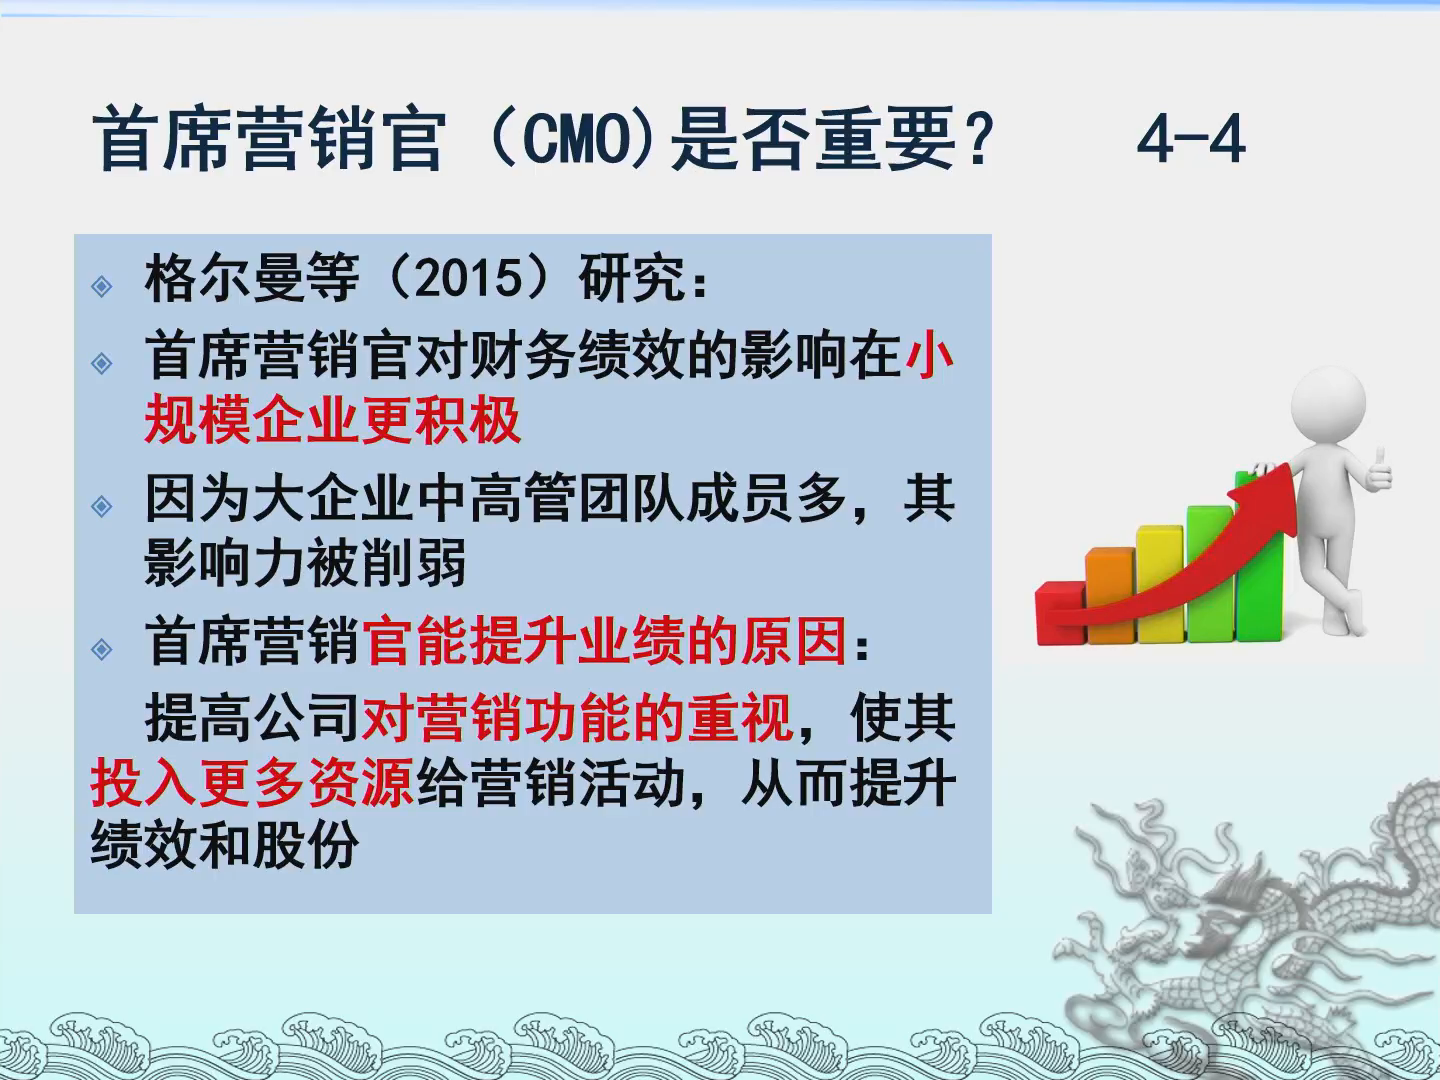 首席营销官（CMO)是否重要？ 4-4
格尔曼等（2015）研究：
首席营销官对财务绩效的影响在小
规模企业更积极
因为大企业中高管团队成员多，其
影响力被削弱
首席营销官能提升业绩的原因：
提高公司对营销功能的重视，使其
投入更多资源给营销活动，从而提升
绩效和股份